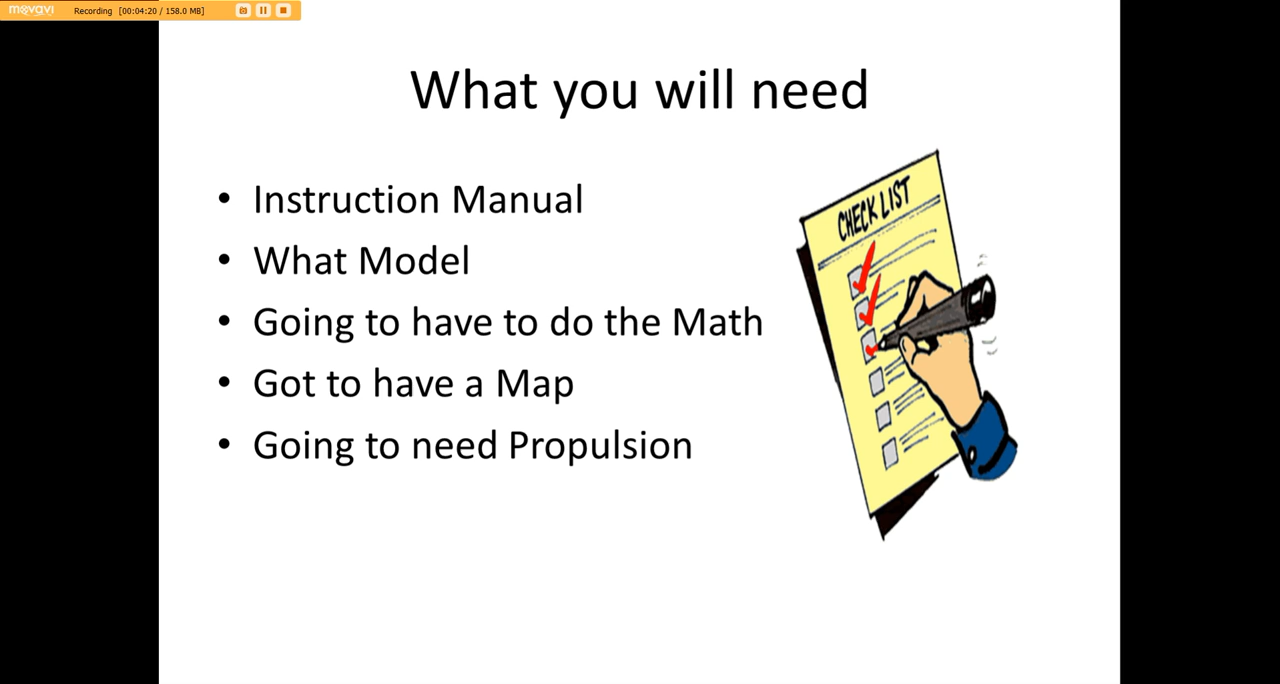 movavi Recording [00:04:20 / 158.0 MB]
What you will need
• Instruction Manual
• What Model
• Going to have to do the Math
• Got to have a Map
• Going to need Propulsion
CHECK LIST